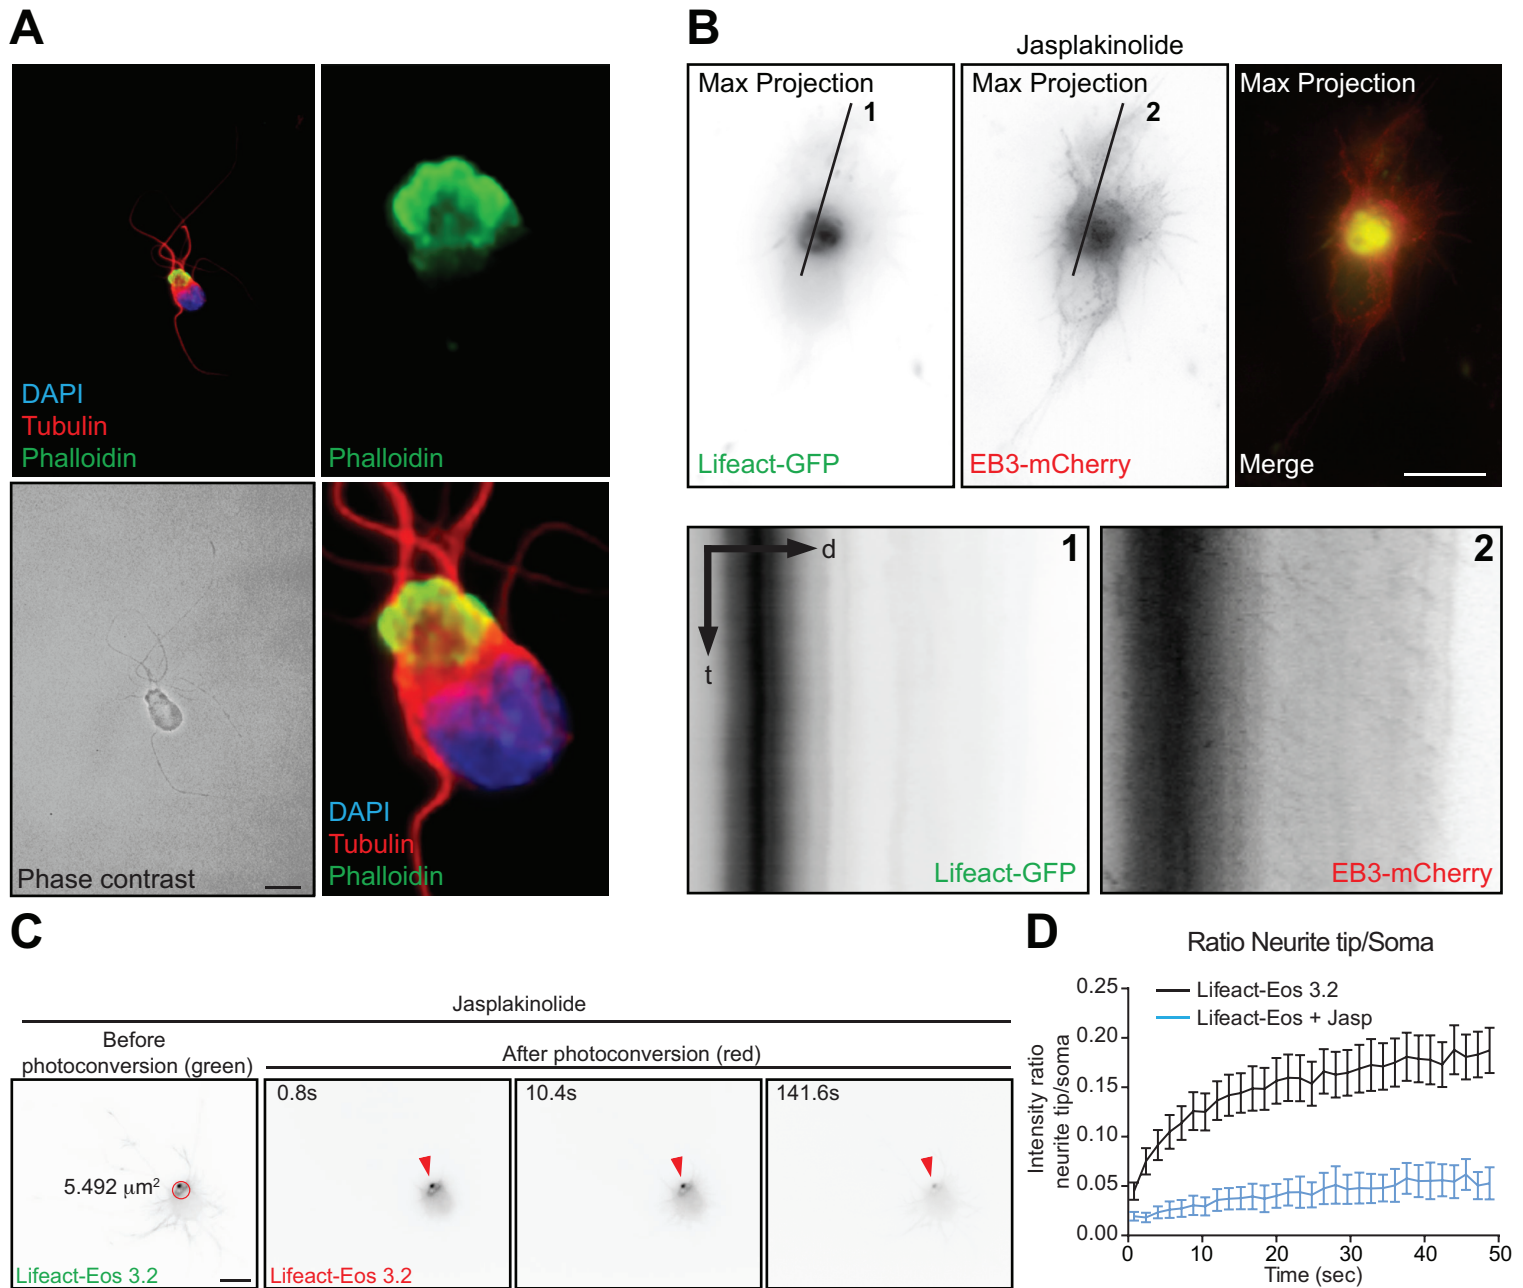 A
DAPI
Tubulin
Phalloidin
Phalloidin
Phase contrast
DAPI
Tubulin
Phalloidin
B
Jasplakinolide
Max Projection
1
Lifeact-GFP
Max Projection
2
EB3-mCherry
Max Projection
Merge
d
t
1
Lifeact-GFP
2
EB3-mCherry
C
Jasplakinolide
Before
photoconversion (green)
After photoconversion (red)
5.492 µm²
Lifeact-Eos 3.2
0.8s
Lifeact-Eos 3.2
10.4s
141.6s
D
Ratio Neurite tip/Soma
Lifeact-Eos 3.2
Lifeact-Eos + Jasp
Intensity ratio
neurite tip/soma
0.25
0.20
0.15
0.10
0.05
0.00
0 10 20 30 40 50
Time (sec)